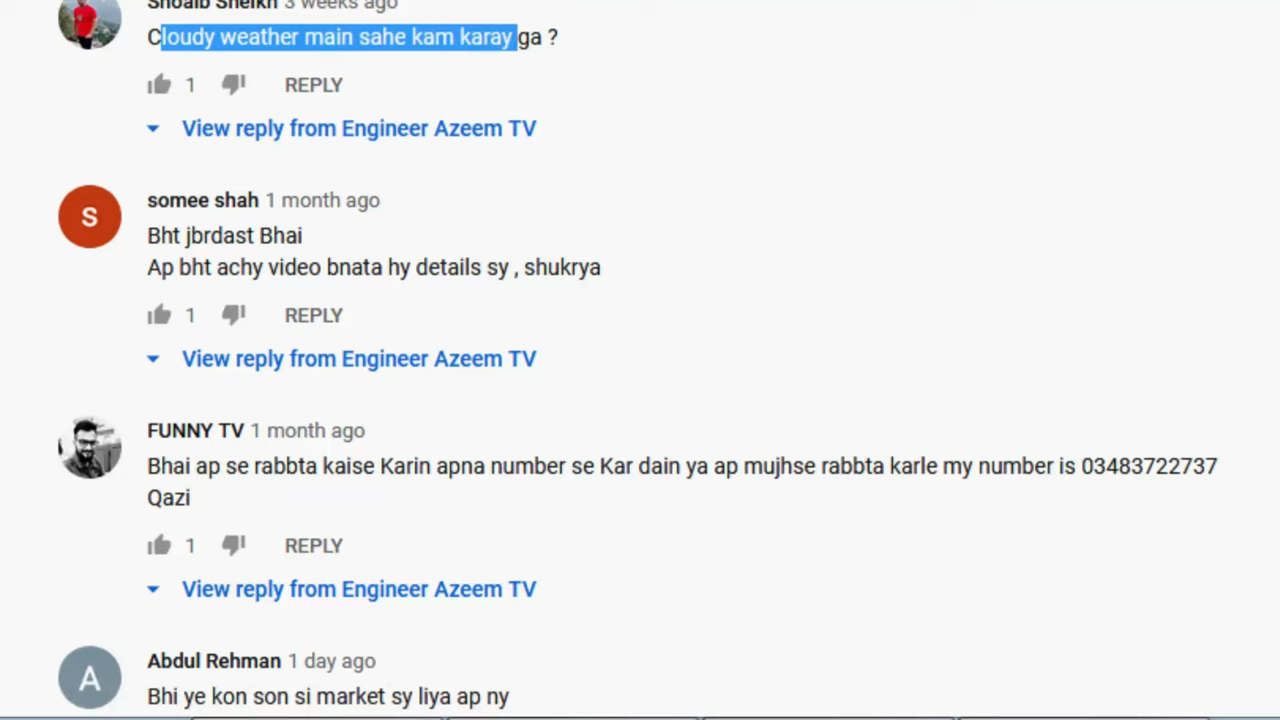 Shoaib Sheikh 3 weeks ago
Cloudy weather main sahe kam karay ga ?
1 REPLY
View reply from Engineer Azeem TV
S
somee shah 1 month ago
Bht jbrdast Bhai
Ap bht achy video bnata hy details sy , shukrya
1 REPLY
View reply from Engineer Azeem TV
FUNNY TV 1 month ago
Bhai ap se rabbta kaise Karin apna number se Kar dain ya ap mujhse rabbta karle my number is 03483722737
Qazi
1 REPLY
View reply from Engineer Azeem TV
A
Abdul Rehman 1 day ago
Bhi ye kon son si market sy liya ap ny